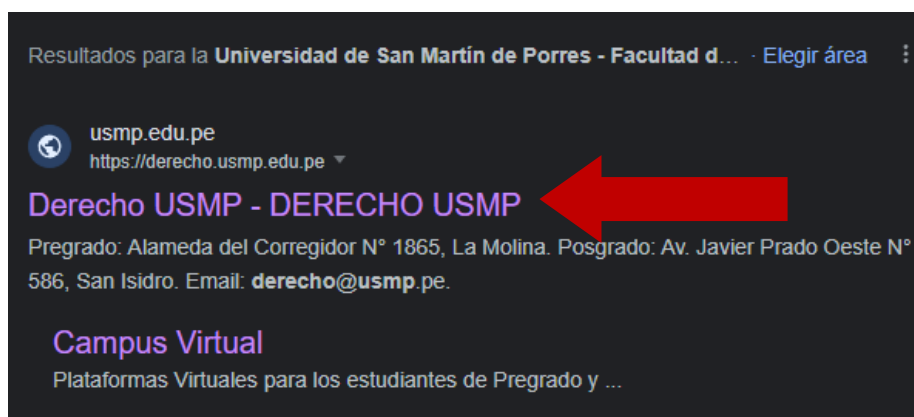 Resultados para la Universidad de San Martín de Porres - Facultad d... · Elegir área
usmp.edu.pe
https://derecho.usmp.edu.pe
Derecho USMP - DERECHO USMP
Pregrado: Alameda del Corregidor N° 1865, La Molina. Posgrado: Av. Javier Prado Oeste N°
586, San Isidro. Email: derecho@usmp.pe.
Campus Virtual
Plataformas Virtuales para los estudiantes de Pregrado y ...